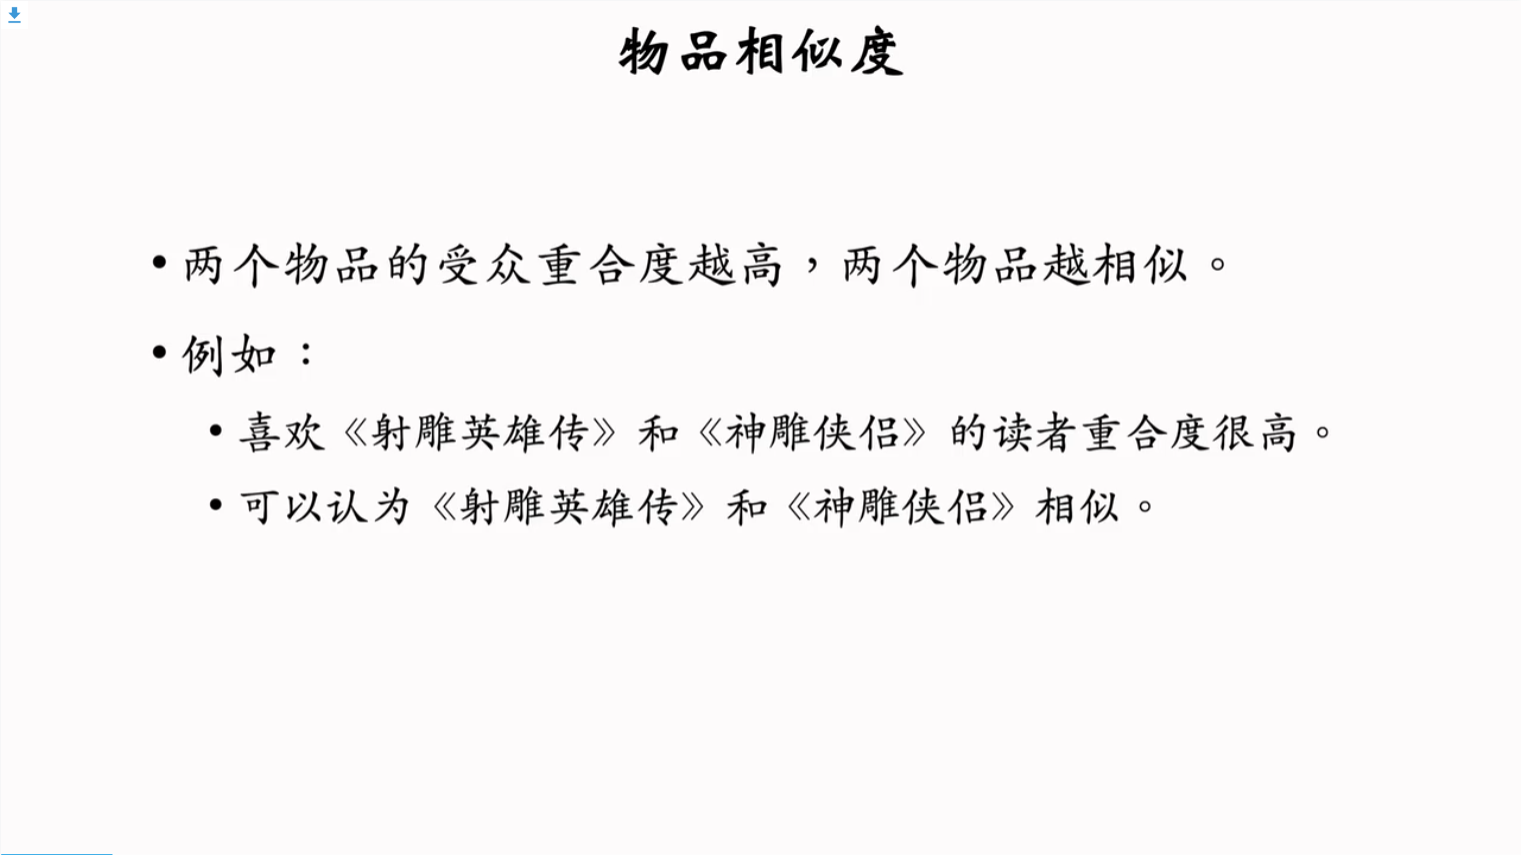 物品相似度
• 两个物品的受众重合度越高，两个物品越相似。
• 例如：
• 喜欢《射雕英雄传》和《神雕侠侣》的读者重合度很高。
• 可以认为《射雕英雄传》和《神雕侠侣》相似。